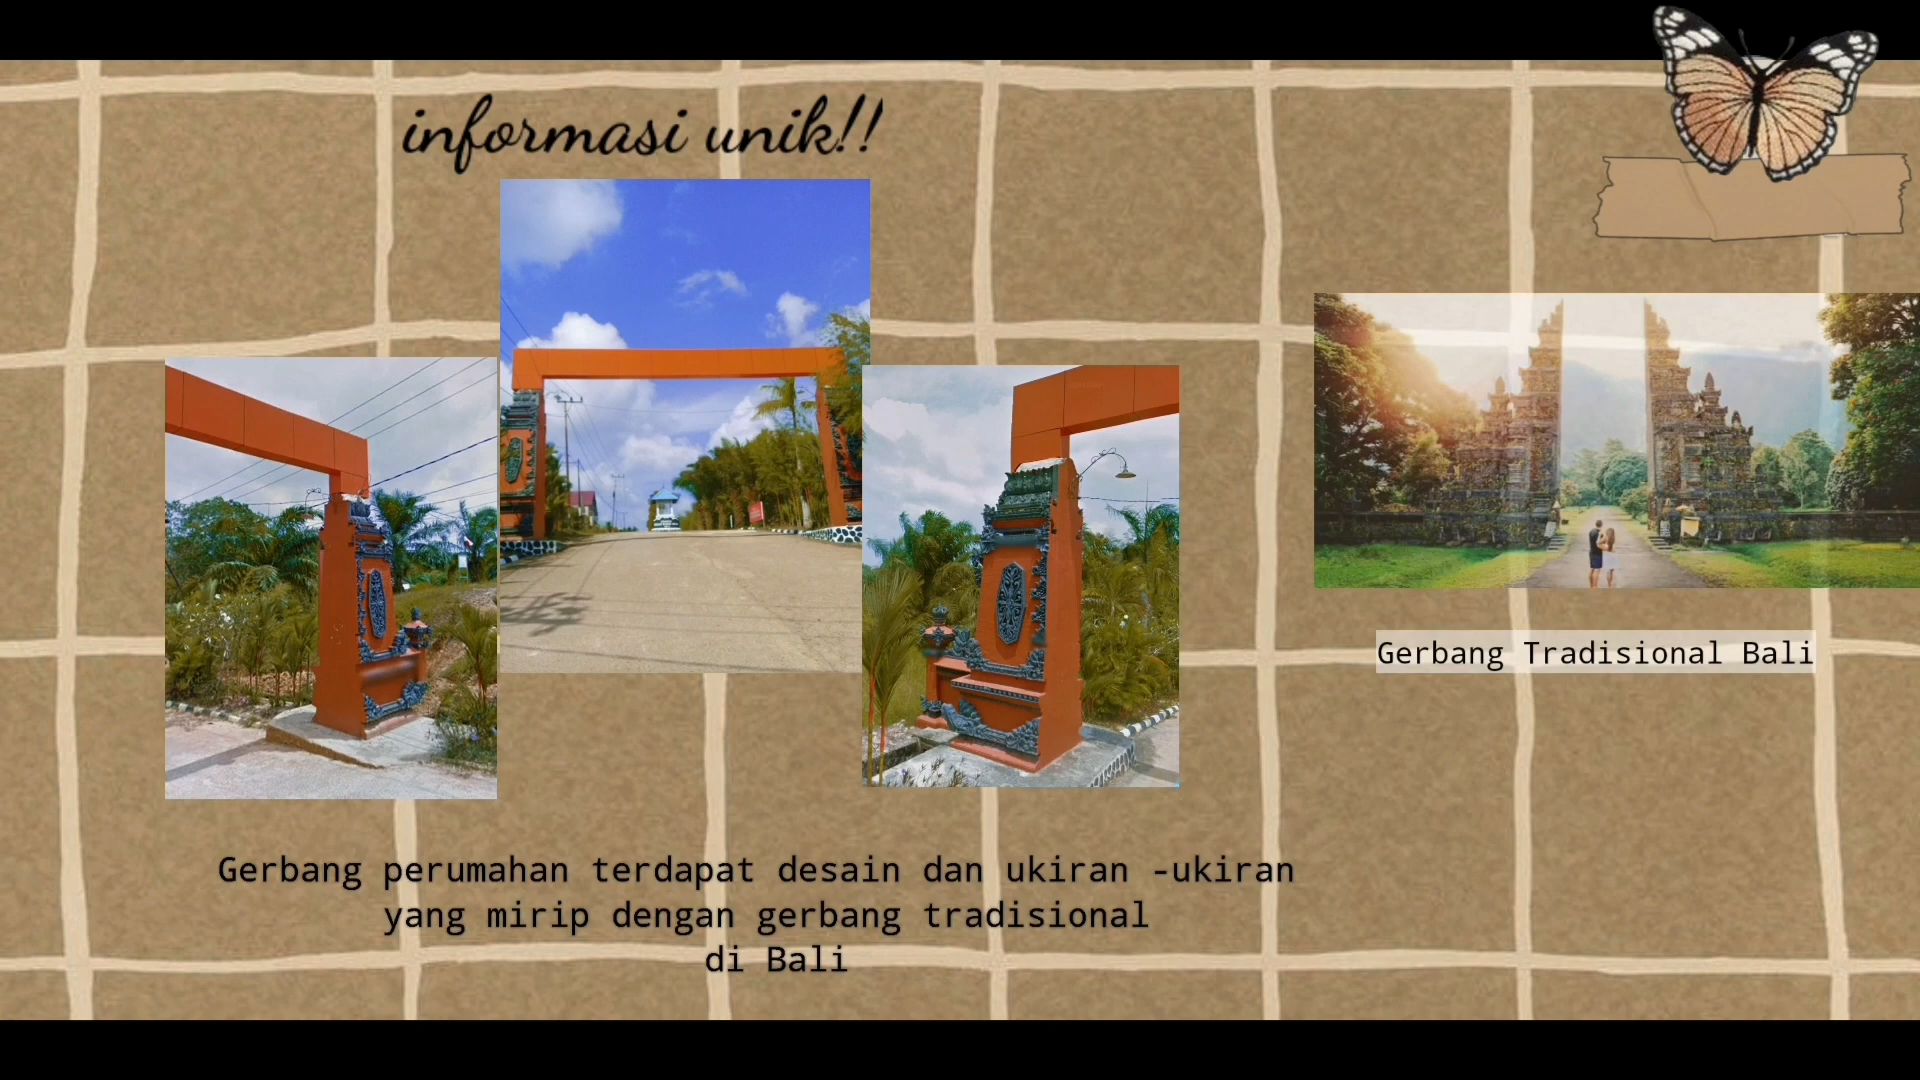 informasi unik!!
Gerbang Tradisional Bali
Gerbang perumahan terdapat desain dan ukiran -ukiran
yang mirip dengan gerbang tradisional
di Bali